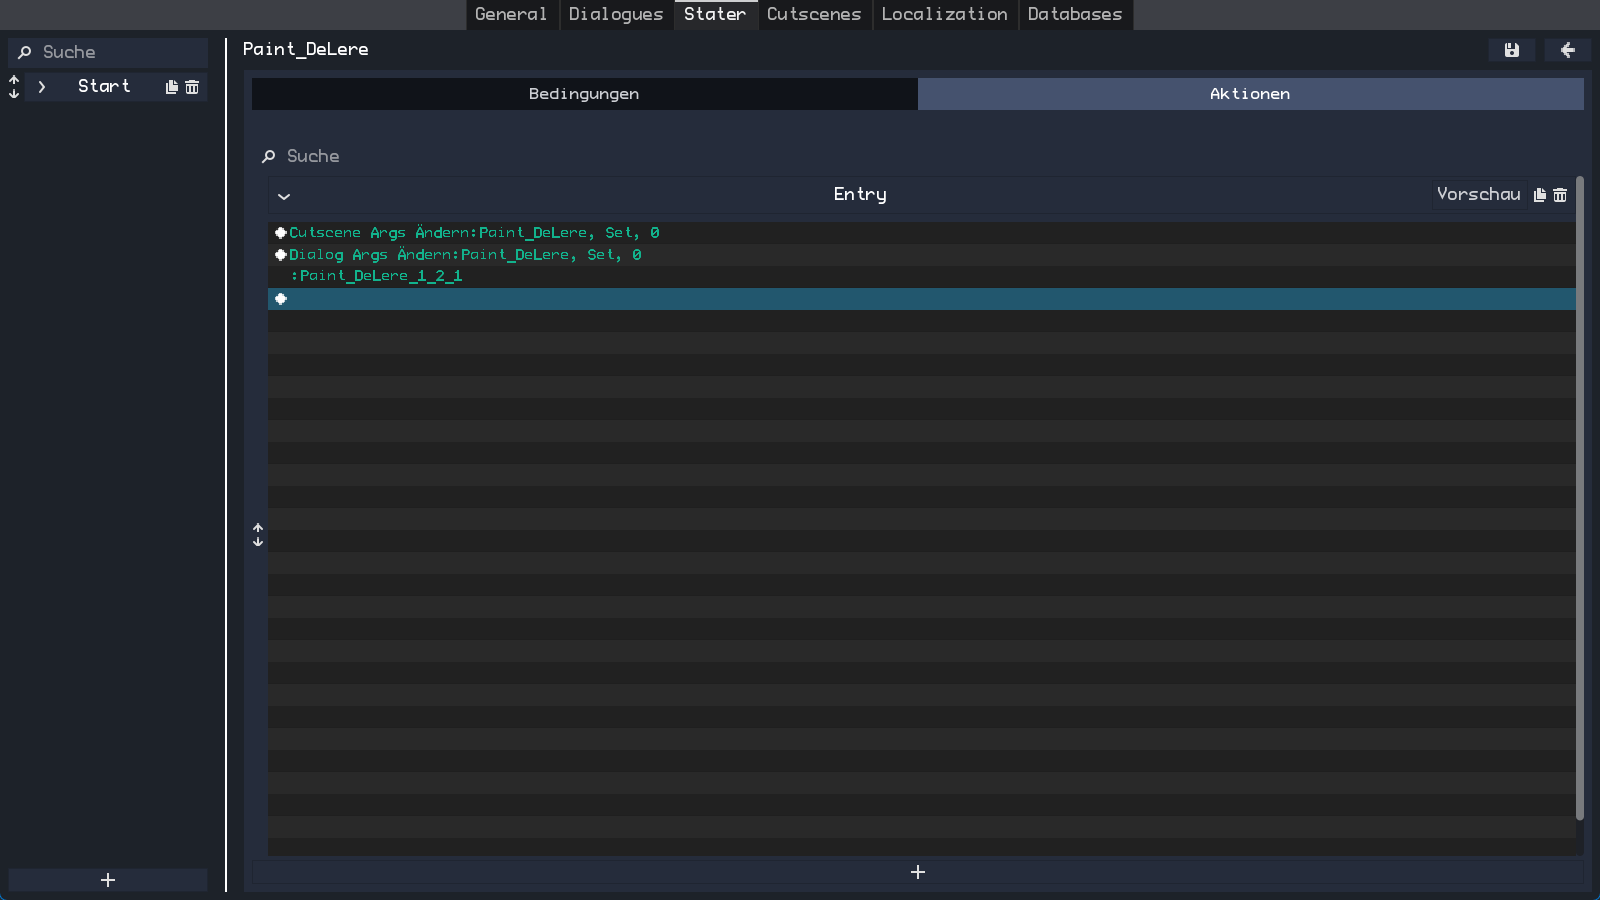 General Dialogues Stater Cutscenes Localization Databases
Suche
Start
Paint_DeLere
Bedingungen Aktionen
Suche
Entry
Vorschau
Cutscene Args Ändern:Paint_DeLere, Set, 0
Dialog Args Ändern:Paint_DeLere, Set, 0
:Paint_DeLere_1_2_1